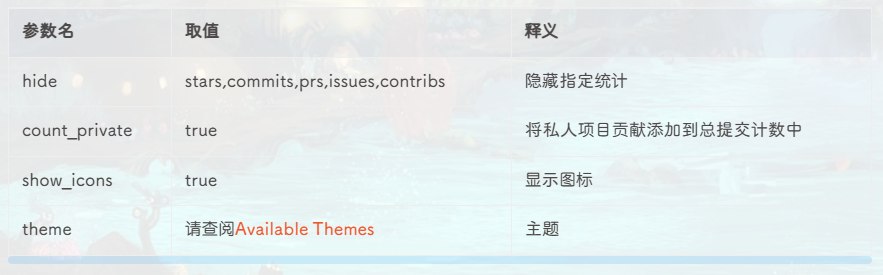 参数名 取值 释义
hide stars,commits,prs,issues,contribs 隐藏指定统计
count_private true 将私人项目贡献添加到总提交计数中
show_icons true 显示图标
theme 请查阅Available Themes 主题